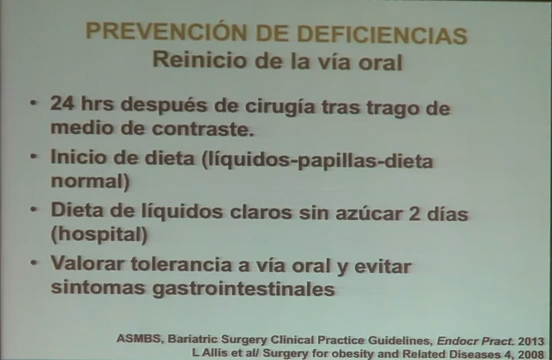 PREVENCIÓN DE DEFICIENCIAS
Reinicio de la vía oral
• 24 hrs después de cirugía tras trago de
medio de contraste.
• Inicio de dieta (líquidos-papillas-dieta
normal)
• Dieta de líquidos claros sin azúcar 2 días
(hospital)
• Valorar tolerancia a vía oral y evitar
sintomas gastrointestinales
ASMBS, Bariatric Surgery Clinical Practice Guidelines, Endocr Pract. 2013
L Allis et al/ Surgery for obesity and Related Diseases 4, 2008